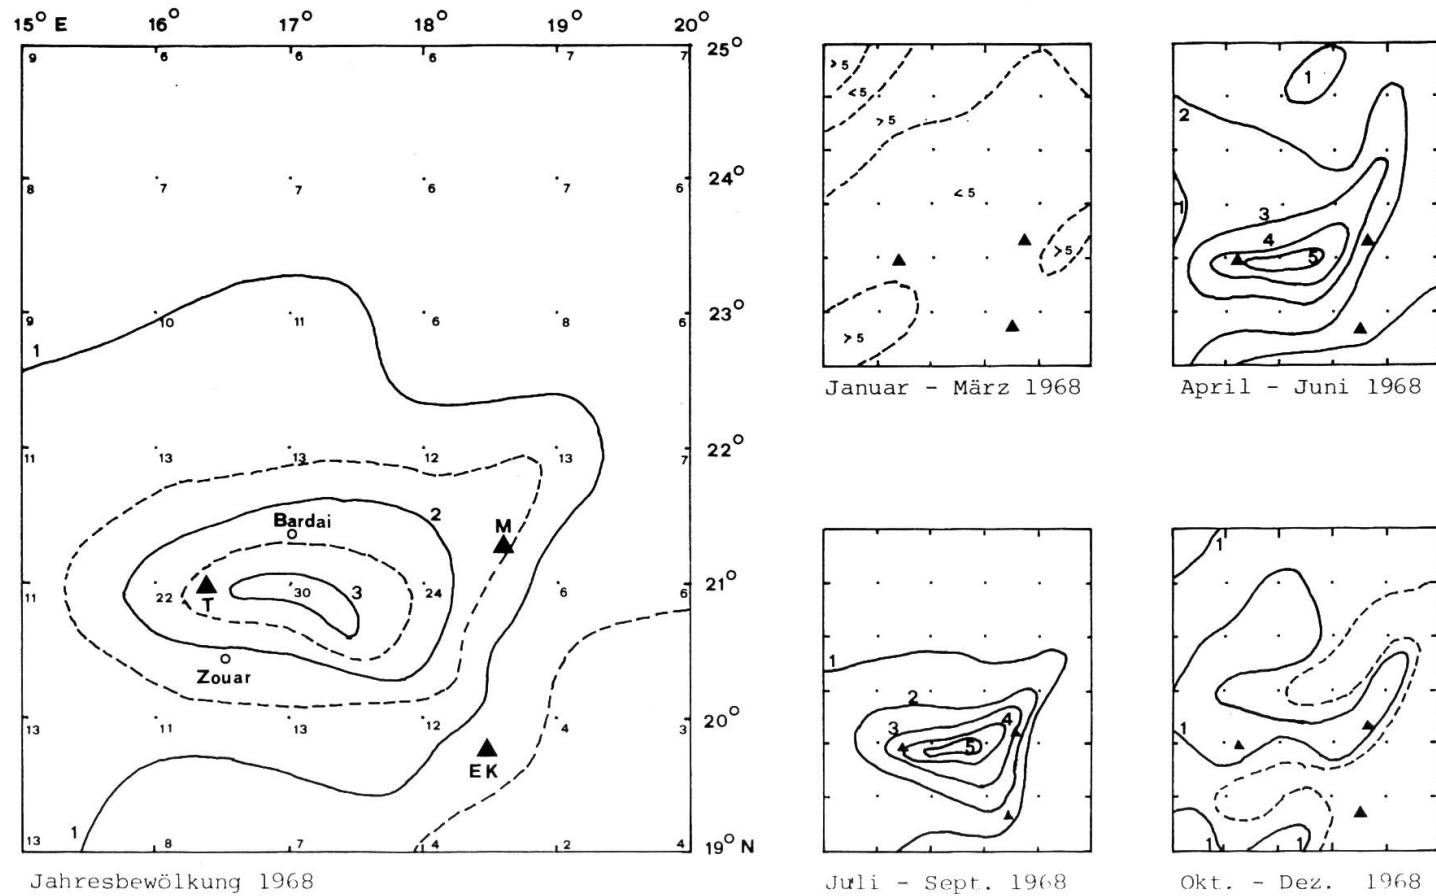 15° E 16° 17° 18° 19° 20°
25°
9 6 6 6 7 7
24°
8 7 7 6 7 6
23°
9 10 11 6 8 6
1
22°
11 13 13 12 13 7
2
Bardai
M
21°
11 22 30 3 24 6 6
T
Zouar
20°
13 11 13 12 4 3
EK
1
19° N
13 8 7 4 2 4
Jahresbewölkung 1968
>5
<5
>5
<5
>5
>5
Januar - März 1968
1
2
1
3
4
5
April - Juni 1968
1
2
3 4
5
Juli - Sept. 1968
1
1
1
1 1
Okt. - Dez. 1968